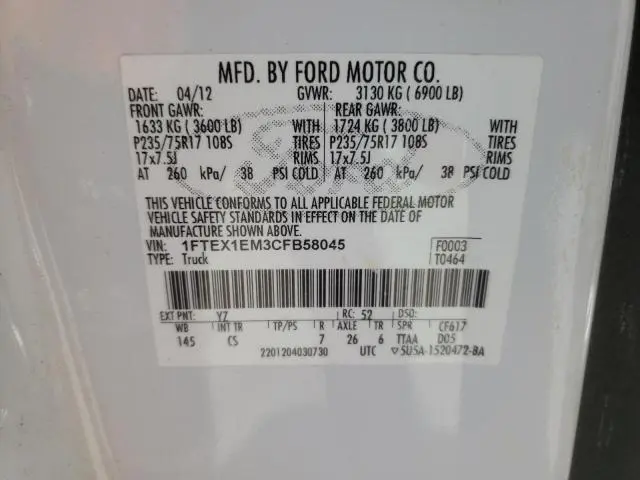 MFD. BY FORD MOTOR CO.
DATE: 04/12 GVWR: 3130 KG ( 6900 LB)
FRONT GAWR: REAR GAWR:
1633 KG (3600 LB) WITH 1724 KG ( 3800 LB) WITH
P235/75R17 108S TIRES P235/75R17 108S TIRES
17x7.5J RIMS 17x7.5J RIMS
AT 260 kPa/ 38 PSI COLD AT 260 kPa/ 38 PSI COLD
THIS VEHICLE CONFORMS TO ALL APPLICABLE FEDERAL MOTOR
VEHICLE SAFETY STANDARDS IN EFFECT ON THE DATE OF
MANUFACTURE SHOWN ABOVE.
VIN: 1FTEX1EM3CFB58045 F0003
TYPE: Truck T0464
EXT PNT: YZ RC: 52 DSO:
WB INT TR TP/PS R AXLE TR SPR CF617
145 CS 7 26 6 TTAA D05
2201204030730 UTC ▽5U5A-1520472-BA
Ford